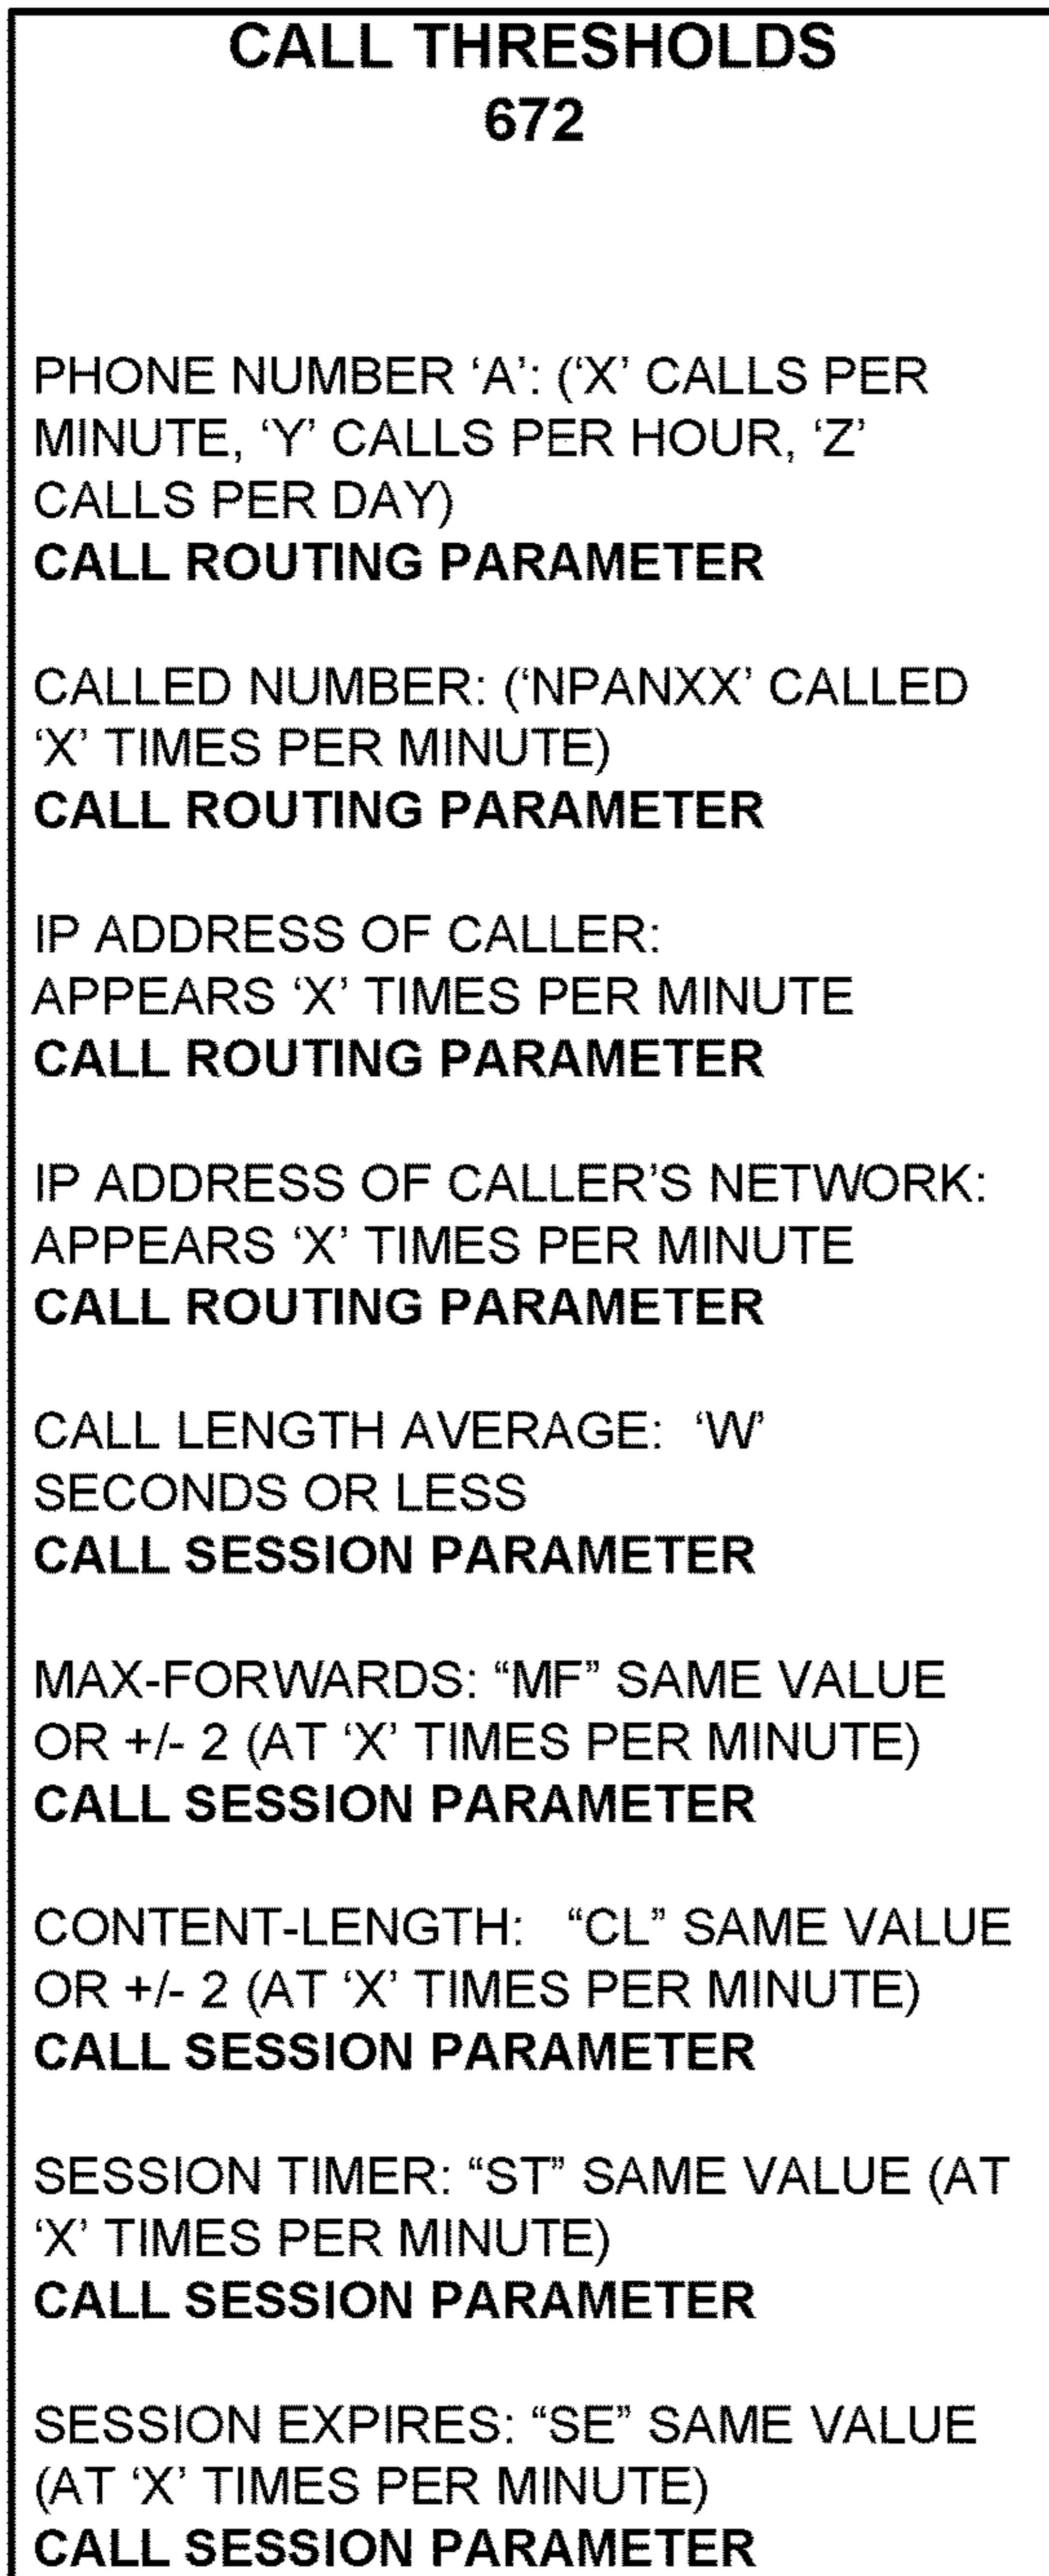 CALL THRESHOLDS
672
PHONE NUMBER ‘A’: (‘X’ CALLS PER
MINUTE, ‘Y’ CALLS PER HOUR, ‘Z’
CALLS PER DAY)
CALL ROUTING PARAMETER
CALLED NUMBER: (‘NPANXX’ CALLED
‘X’ TIMES PER MINUTE)
CALL ROUTING PARAMETER
IP ADDRESS OF CALLER:
APPEARS ‘X’ TIMES PER MINUTE
CALL ROUTING PARAMETER
IP ADDRESS OF CALLER’S NETWORK:
APPEARS ‘X’ TIMES PER MINUTE
CALL ROUTING PARAMETER
CALL LENGTH AVERAGE: ‘W’
SECONDS OR LESS
CALL SESSION PARAMETER
MAX-FORWARDS: “MF” SAME VALUE
OR +/- 2 (AT ‘X’ TIMES PER MINUTE)
CALL SESSION PARAMETER
CONTENT-LENGTH: “CL” SAME VALUE
OR +/- 2 (AT ‘X’ TIMES PER MINUTE)
CALL SESSION PARAMETER
SESSION TIMER: “ST” SAME VALUE (AT
‘X’ TIMES PER MINUTE)
CALL SESSION PARAMETER
SESSION EXPIRES: “SE” SAME VALUE
(AT ‘X’ TIMES PER MINUTE)
CALL SESSION PARAMETER